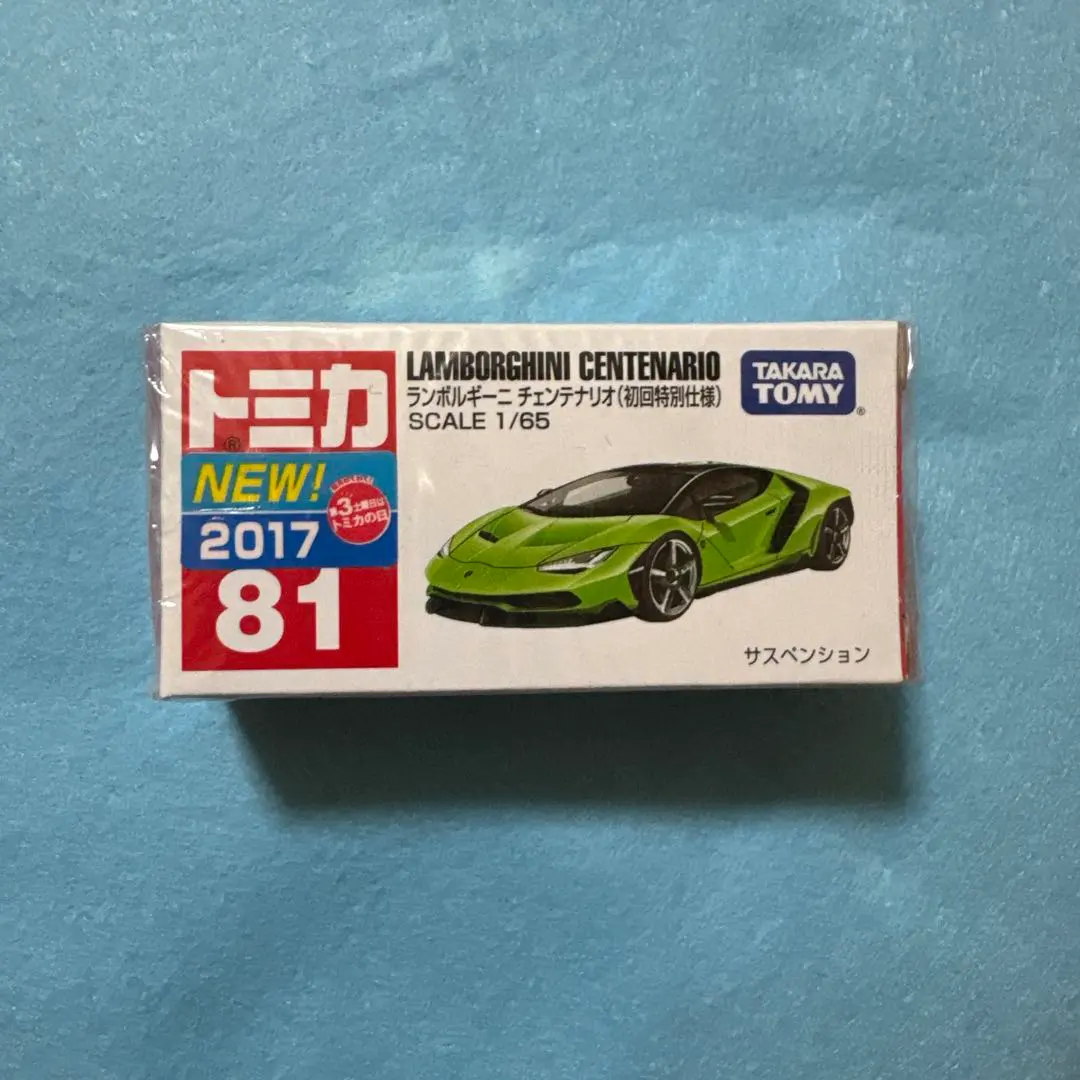 トミカ
®
NEW!
2017
第3土曜日は
トミカの日
81
LAMBORGHINI CENTENARIO
ランボルギーニ チェンテナリオ(初回特別仕様)
SCALE 1/65
TAKARA
TOMY
®
サスペンション